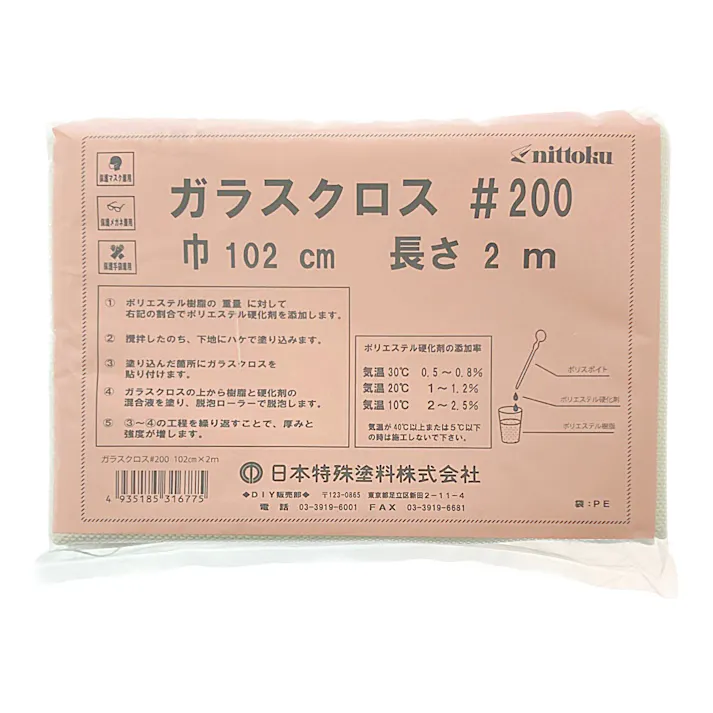 nittoku
保護マスク着用
ガラスクロス #200
保護メガネ着用
巾 102 cm 長さ 2 m
保護手袋着用
① ポリエステル樹脂の 重量 に対して
右記の割合でポリエステル硬化剤を添加します。
② 攪拌したのち、下地にハケで塗り込みます。
③ 塗り込んだ箇所にガラスクロスを
貼り付けます。
④ ガラスクロスの上から樹脂と硬化剤の
混合液を塗り、脱泡ローラーで脱泡します。
⑤ ③~④の工程を繰り返すことで、厚みと
強度が増します。
ポリエステル硬化剤の添加率
気温30℃ 0.5~0.8%
気温20℃ 1~1.2%
気温10℃ 2~2.5%
気温が40℃以上または5℃以下
の時は施工しないで下さい。
ポリスポイト
ポリエステル硬化剤
ポリエステル樹脂
ガラスクロス#200 102cm×2m
4 935185 316775
日本特殊塗料株式会社
◆DIY販売部◆ 〒123-0865 東京都足立区新田2-11-4
電話 03-3919-6001 FAX 03-3919-6681
袋:PE